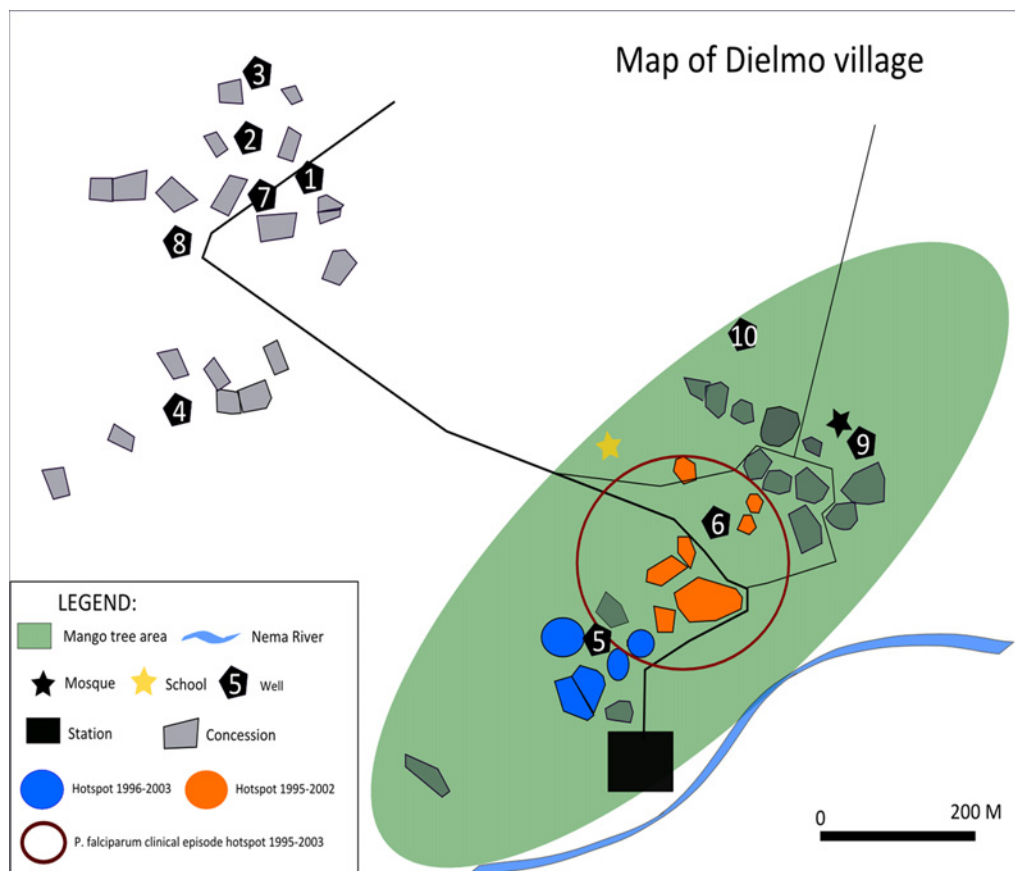 Map of Dielmo village
3
2
1
7
8
4
10
9
6
5
LEGEND:
Mango tree area
Nema River
Mosque
School
5
Well
Station
Concession
Hotspot 1996-2003
Hotspot 1995-2002
P. falciparum clinical episode hotspot 1995-2003
0
200 M